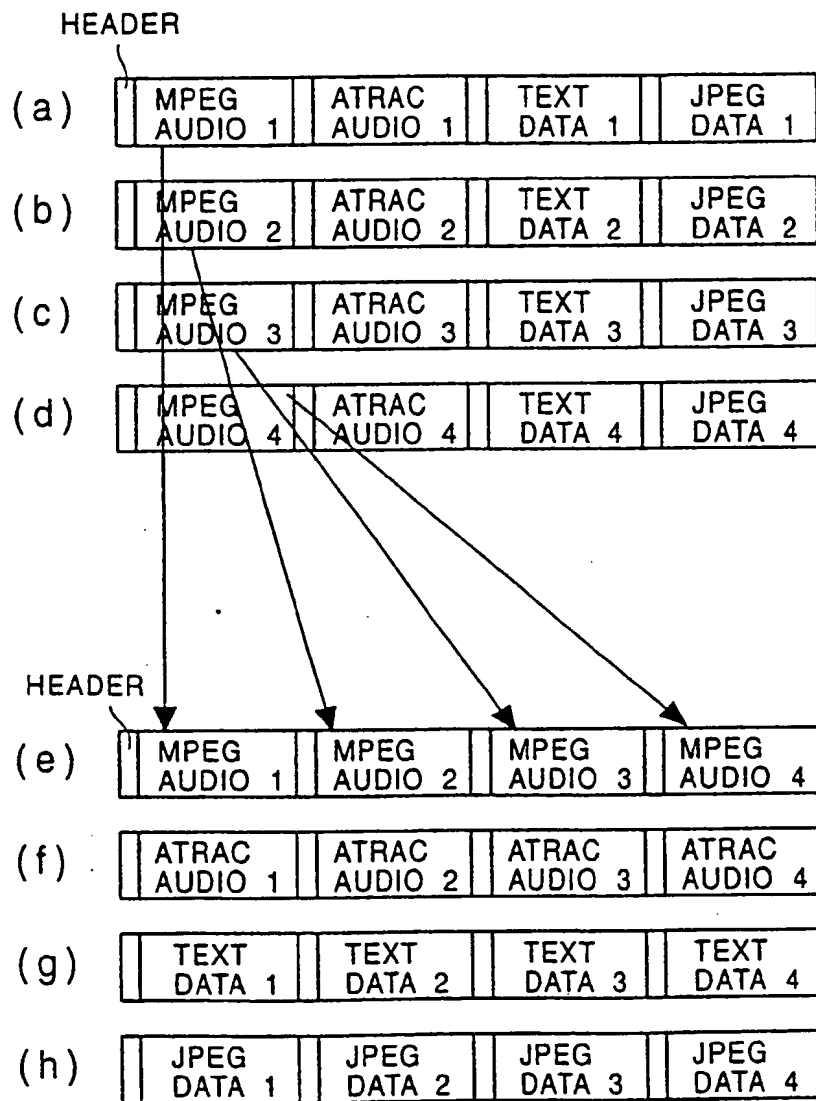 HEADER
(a) MPEG ATRAC TEXT JPEG
AUDIO 1 AUDIO 1 DATA 1 DATA 1
(b) MPEG ATRAC TEXT JPEG
AUDIO 2 AUDIO 2 DATA 2 DATA 2
(c) MPEG ATRAC TEXT JPEG
AUDIO 3 AUDIO 3 DATA 3 DATA 3
(d) MPEG ATRAC TEXT JPEG
AUDIO 4 AUDIO 4 DATA 4 DATA 4
HEADER
(e) MPEG MPEG MPEG MPEG
AUDIO 1 AUDIO 2 AUDIO 3 AUDIO 4
(f) ATRAC ATRAC ATRAC ATRAC
AUDIO 1 AUDIO 2 AUDIO 3 AUDIO 4
(g) TEXT TEXT TEXT TEXT
DATA 1 DATA 2 DATA 3 DATA 4
(h) JPEG JPEG JPEG JPEG
DATA 1 DATA 2 DATA 3 DATA 4